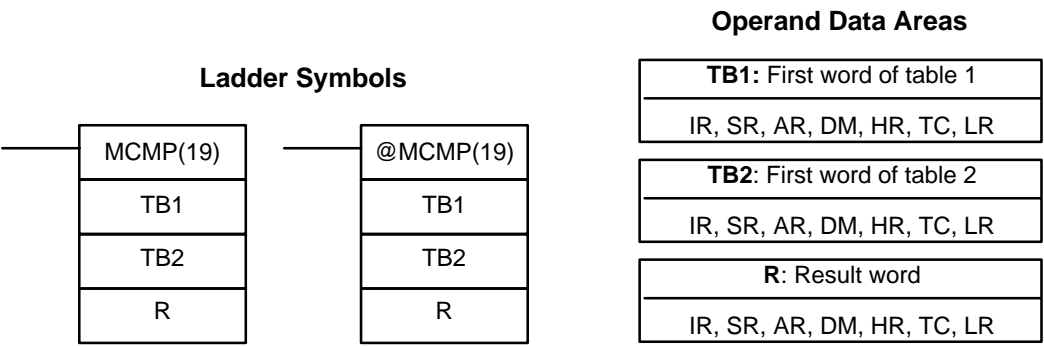 Ladder Symbols
MCMP(19)
TB1
TB2
R
@MCMP(19)
TB1
TB2
R
Operand Data Areas
TB1: First word of table 1
IR, SR, AR, DM, HR, TC, LR
TB2: First word of table 2
IR, SR, AR, DM, HR, TC, LR
R: Result word
IR, SR, AR, DM, HR, TC, LR